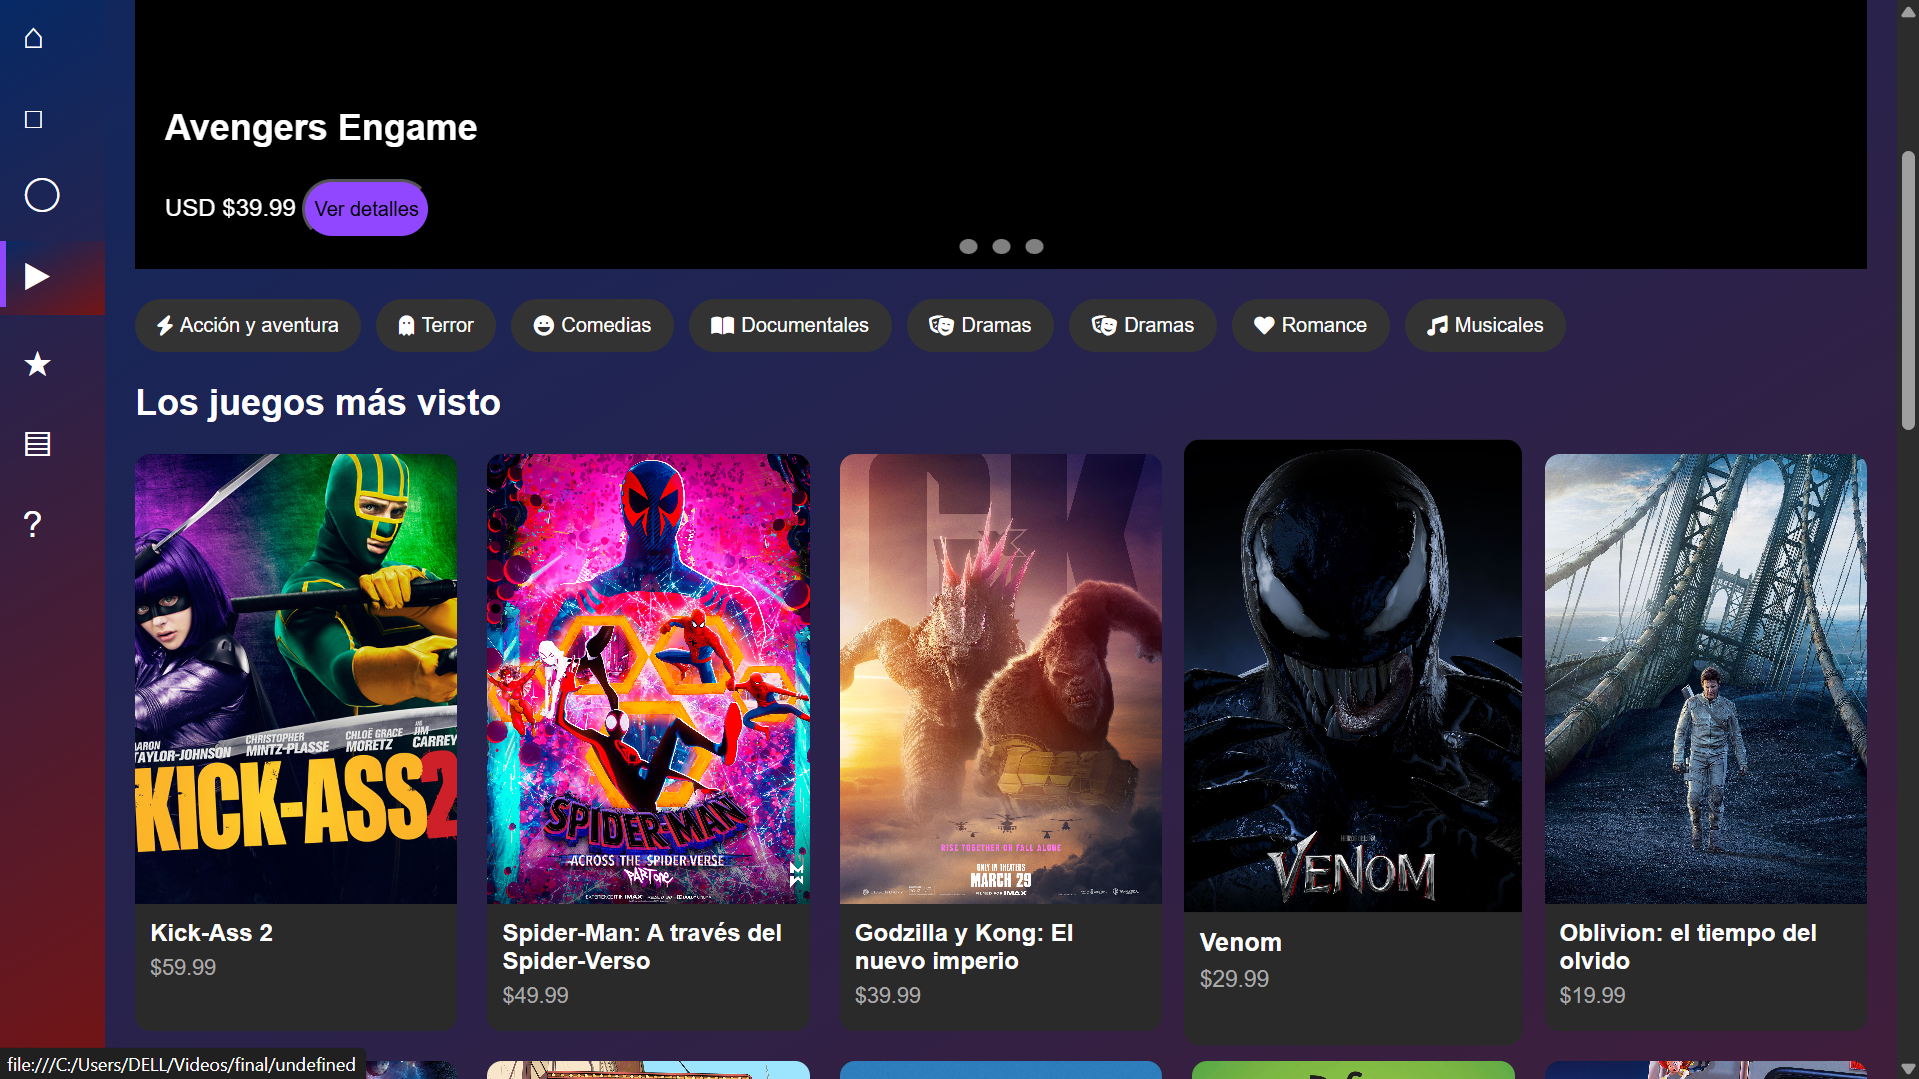 Avengers Engame
USD $39.99
Ver detalles
Acción y aventura
Terror
Comedias
Documentales
Dramas
Dramas
Romance
Musicales
Los juegos más visto
AARON TAYLOR-JOHNSON
CHRISTOPHER MINTZ-PLASSE
CHLOË GRACE MORETZ
AND JIM CARREY
KICK-ASS 2
SPIDER-MAN
ACROSS THE SPIDER-VERSE
PART ONE
GK
RISE TOGETHER OR FALL ALONE
ONLY IN THEATERS
MARCH 29
VENOM
Kick-Ass 2
$59.99
Spider-Man: A través del
Spider-Verso
$49.99
Godzilla y Kong: El
nuevo imperio
$39.99
Venom
$29.99
Oblivion: el tiempo del
olvido
$19.99
file:///C:/Users/DELL/Videos/final/undefined